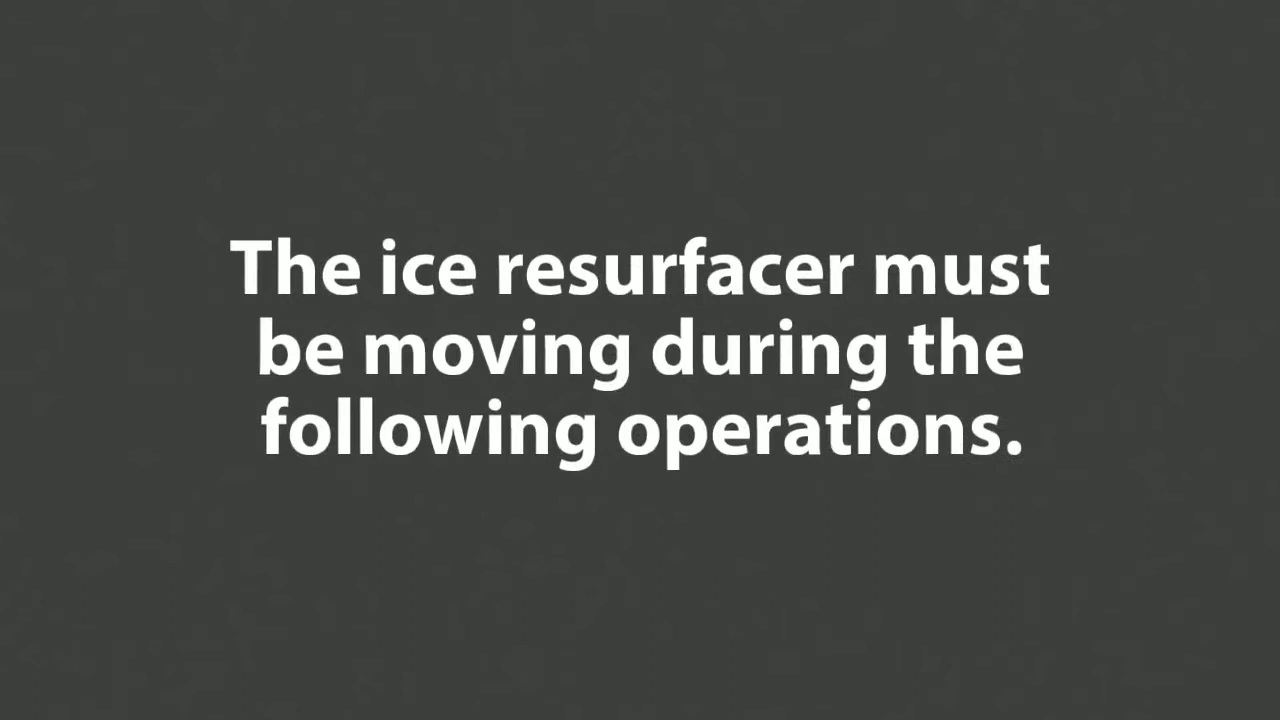 The ice resurfacer must
be moving during the
following operations.